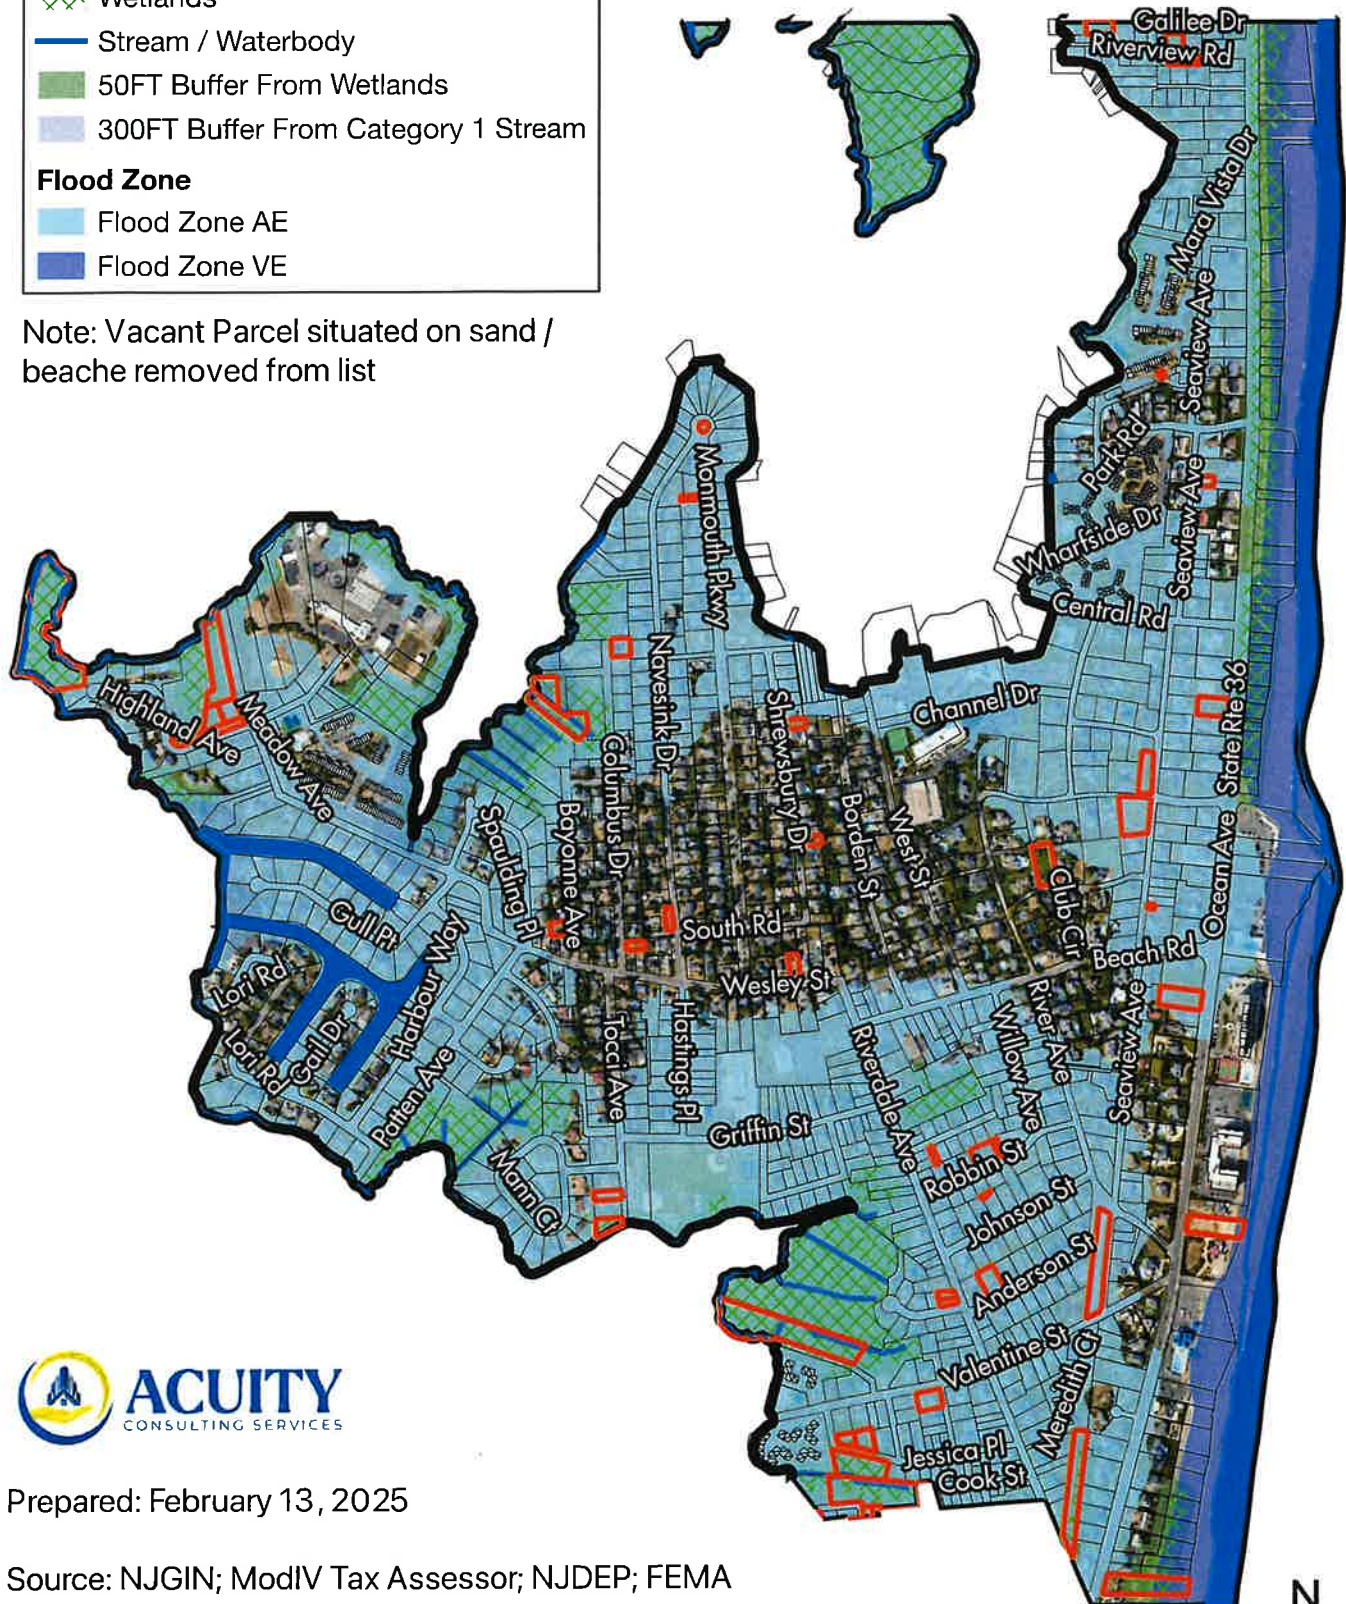 Wetlands
Stream / Waterbody
50FT Buffer From Wetlands
300FT Buffer From Category 1 Stream
Flood Zone
Flood Zone AE
Flood Zone VE
Note: Vacant Parcel situated on sand /
beache removed from list
Galilee Dr
Riverview Rd
Mara Vista Dr
Seaview Ave
Park Rd
Seaview Ave
Wharfside Dr
Central Rd
Monmouth Pkwy
Navesink Dr
Shrewsbury Dr
Channel Dr
State Rte 36
Highland Ave
Meadow Ave
Columbus Dr
Bayonne Ave
Spaulding Pl
Borden St
West St
Ocean Ave
Club Cir
South Rd
Beach Rd
Wesley St
Gull Pt
Harbour Way
Lori Rd
Lori Rd
Gail Dr
Patten Ave
Tocci Ave
Hastings Pl
Riverdale Ave
Willow Ave
River Ave
Seaview Ave
Griffin St
Mann Ct
Robbin St
Johnson St
Anderson St
Valentine St
Meredith Ct
Jessica Pl
Cook St
ACUITY
CONSULTING SERVICES
Prepared: February 13, 2025
Source: NJGIN; ModIV Tax Assessor; NJDEP; FEMA
N